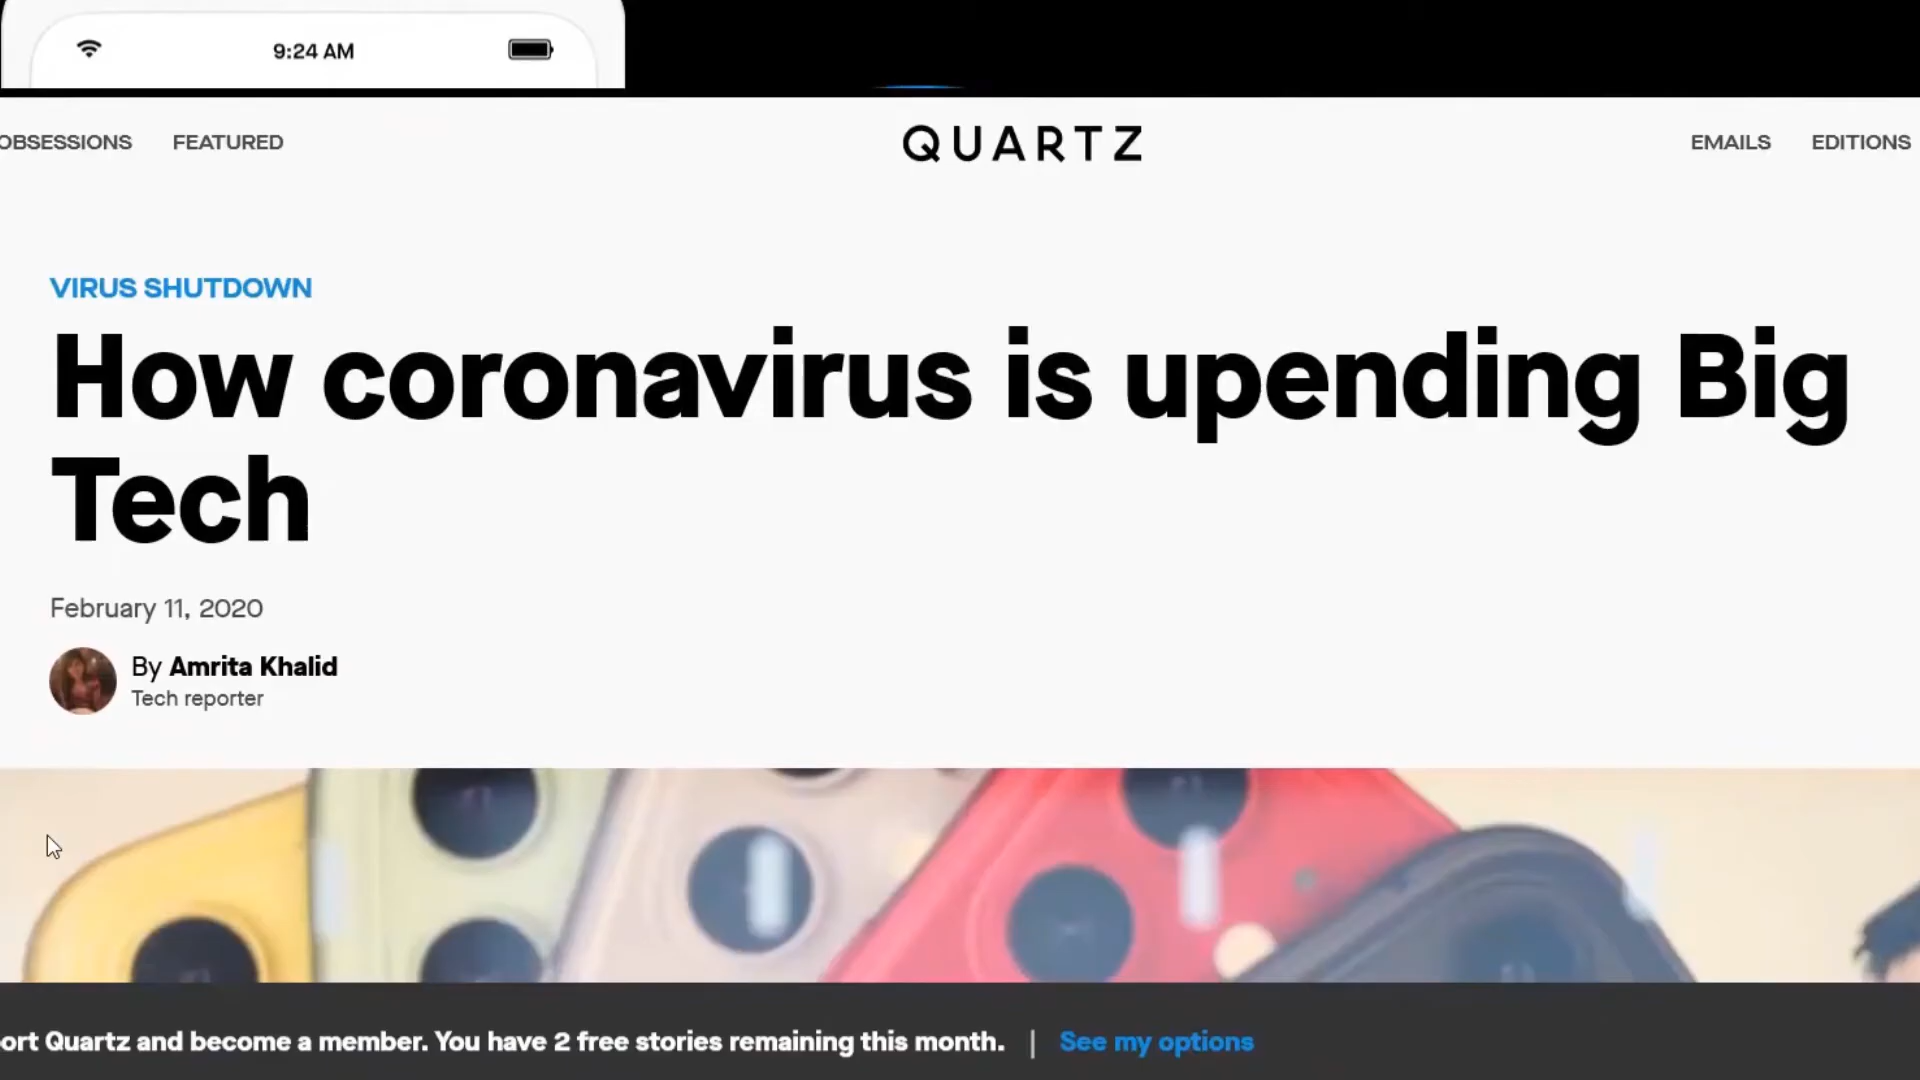 9:24 AM
OBSESSIONS FEATURED QUARTZ EMAILS EDITIONS
VIRUS SHUTDOWN
How coronavirus is upending Big
Tech
February 11, 2020
By Amrita Khalid
Tech reporter
ort Quartz and become a member. You have 2 free stories remaining this month. | See my options